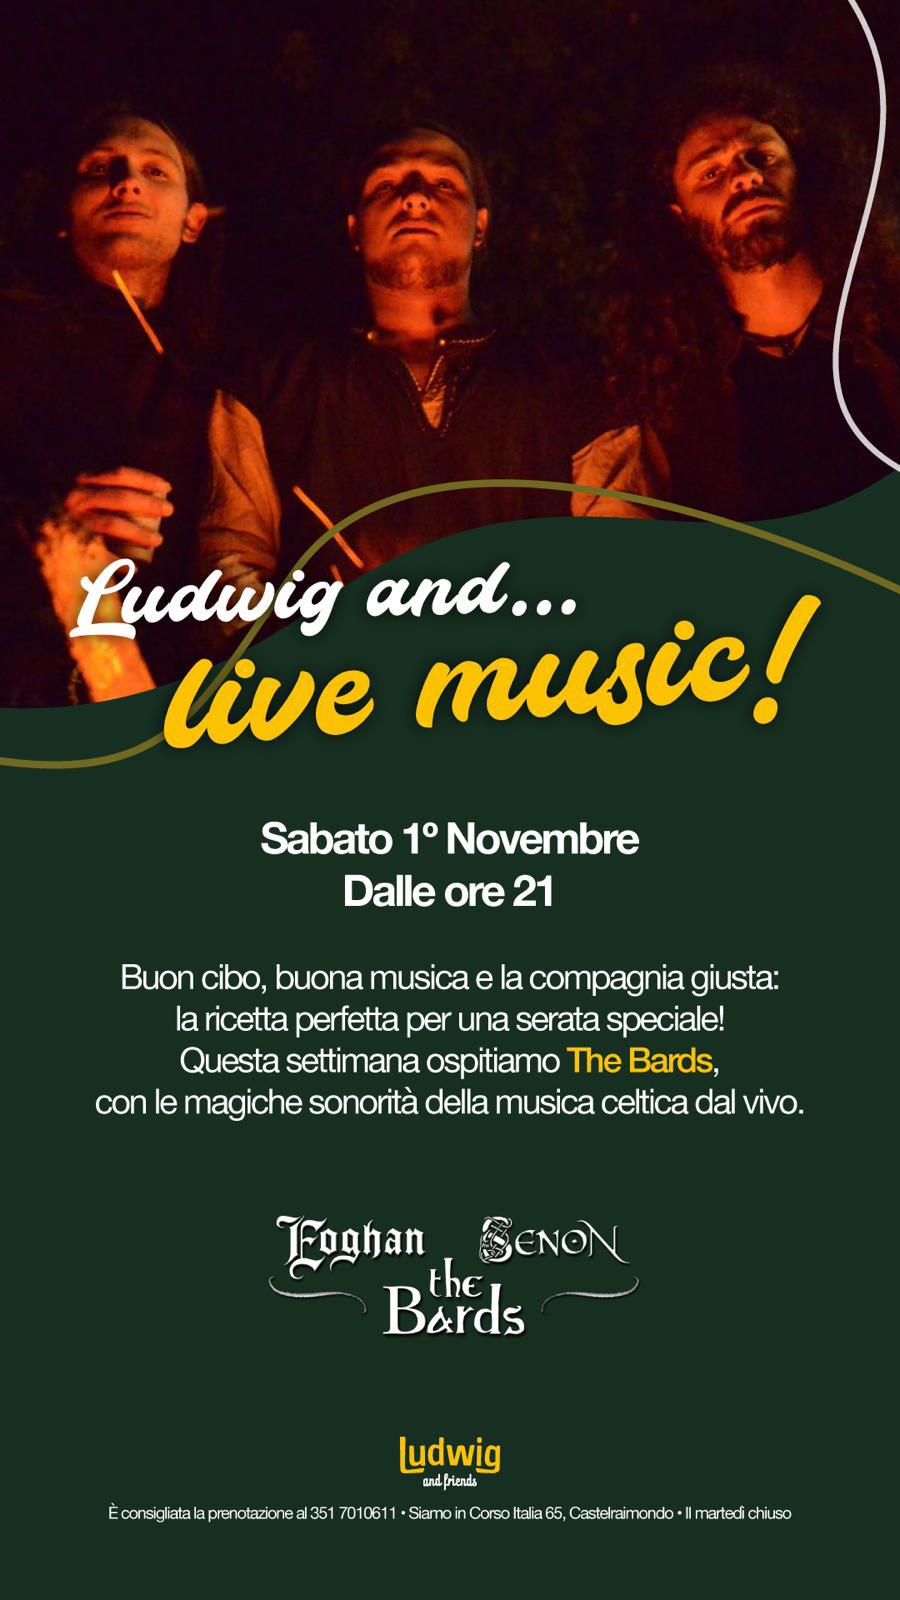 Ludwig and...
live music!
Sabato 1º Novembre
Dalle ore 21
Buon cibo, buona musica e la compagnia giusta:
la ricetta perfetta per una serata speciale!
Questa settimana ospitiamo The Bards,
con le magiche sonorità della musica celtica dal vivo.
Eoghan Senon
the
Bards
Ludwig
and friends
È consigliata la prenotazione al 351 7010611 • Siamo in Corso Italia 65, Castelraimondo • Il martedì chiuso